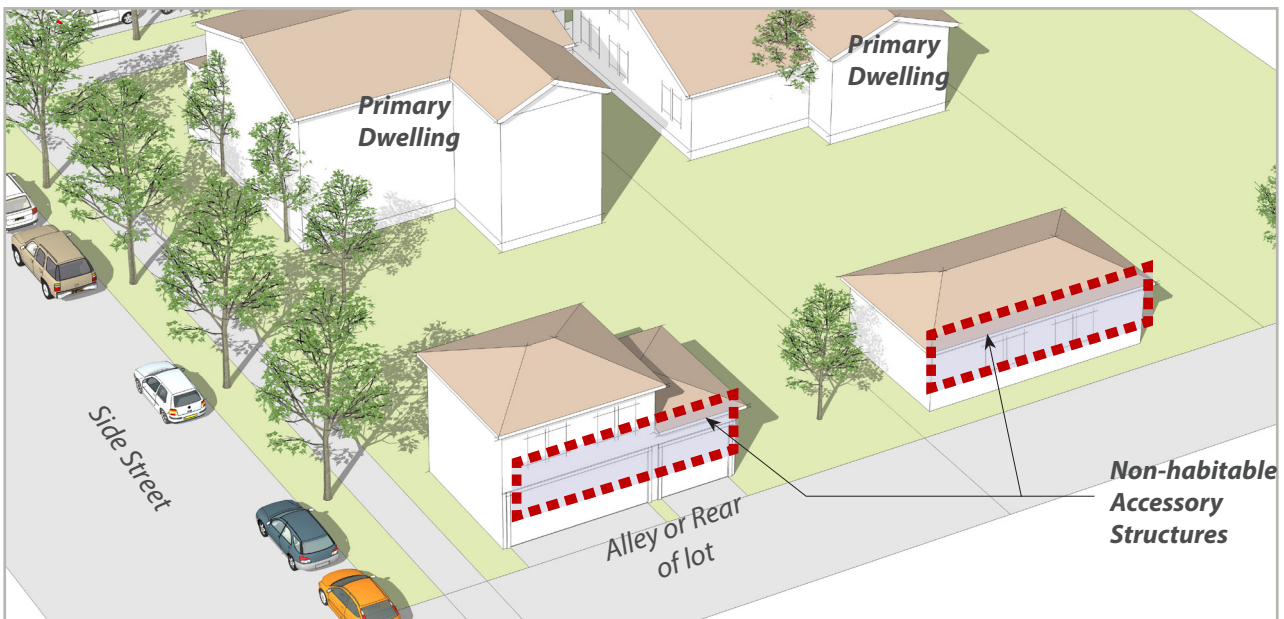 Primary
Dwelling
Primary
Dwelling
Side Street
Alley or Rear
of lot
Non-habitable
Accessory
Structures